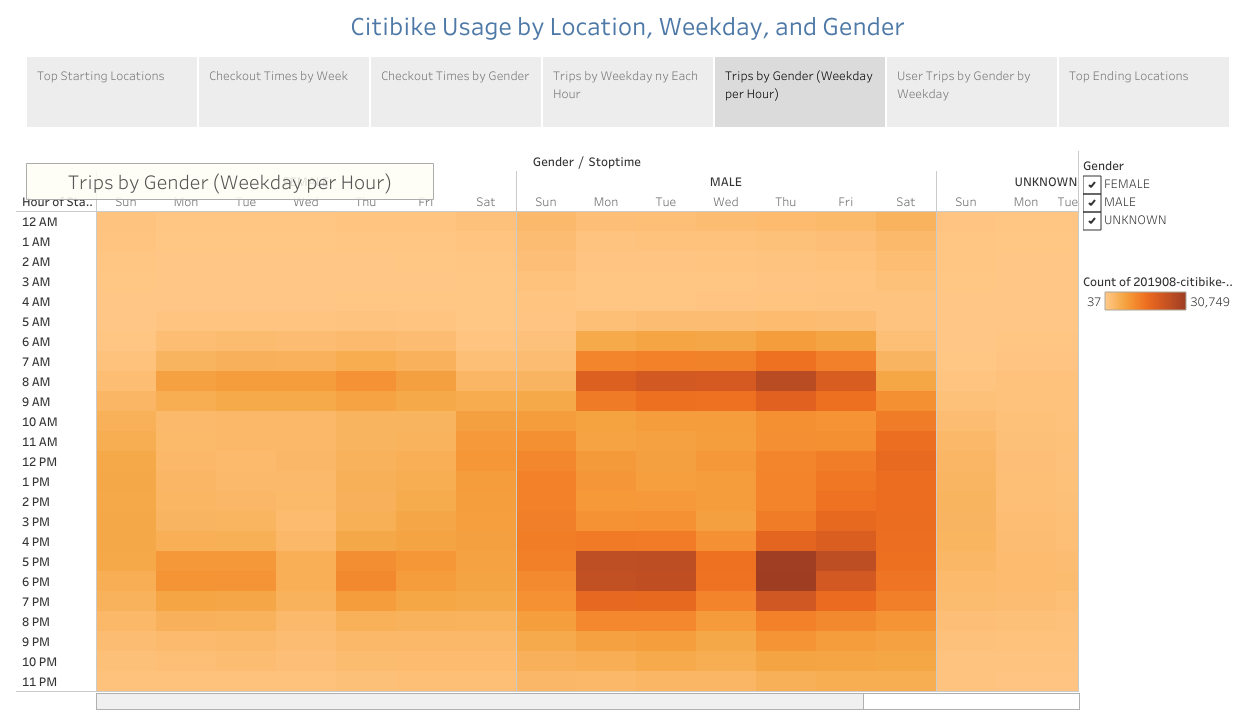 Citibike Usage by Location, Weekday, and Gender
Top Starting Locations
Checkout Times by Week
Checkout Times by Gender
Trips by Weekday ny Each
Hour
Trips by Gender (Weekday
per Hour)
User Trips by Gender by
Weekday
Top Ending Locations
Gender / Stoptime
Trips by Gender (Weekday per Hour)
MALE
UNKNOWN
Hour of Sta..
Sun Mon Tue Wed Thu Fri Sat Sun Mon Tue Wed Thu Fri Sat Sun Mon Tue
12 AM
1 AM
2 AM
3 AM
4 AM
5 AM
6 AM
7 AM
8 AM
9 AM
10 AM
11 AM
12 PM
1 PM
2 PM
3 PM
4 PM
5 PM
6 PM
7 PM
8 PM
9 PM
10 PM
11 PM
Gender
FEMALE
MALE
UNKNOWN
Count of 201908-citibike-..
37 30,749